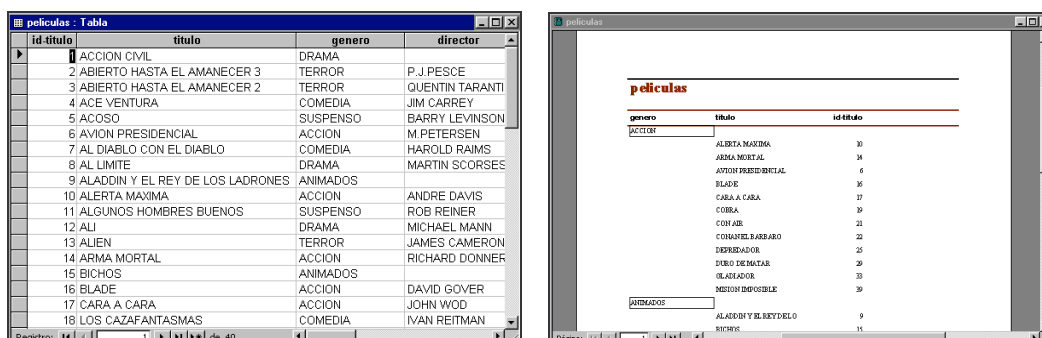 peliculas : Tabla
id-titulo titulo genero director
1 ACCION CIVIL DRAMA
2 ABIERTO HASTA EL AMANECER 3 TERROR P.J.PESCE
3 ABIERTO HASTA EL AMANECER 2 TERROR QUENTIN TARANTI
4 ACE VENTURA COMEDIA JIM CARREY
5 ACOSO SUSPENSO BARRY LEVINSON
6 AVION PRESIDENCIAL ACCION M.PETERSEN
7 AL DIABLO CON EL DIABLO COMEDIA HAROLD RAIMS
8 AL LIMITE DRAMA MARTIN SCORSES
9 ALADDIN Y EL REY DE LOS LADRONES ANIMADOS
10 ALERTA MAXIMA ACCION ANDRE DAVIS
11 ALGUNOS HOMBRES BUENOS SUSPENSO ROB REINER
12 ALI DRAMA MICHAEL MANN
13 ALIEN TERROR JAMES CAMERON
14 ARMA MORTAL ACCION RICHARD DONNER
15 BICHOS ANIMADOS
16 BLADE ACCION DAVID GOVER
17 CARA A CARA ACCION JOHN WOD
18 LOS CAZAFANTASMAS COMEDIA IVAN REITMAN
Registro: 1 de 40
peliculas
peliculas
genero titulo id-titulo
ACCION
ALERTA MAXIMA 10
ARMA MORTAL 14
AVION PRESIDENCIAL 6
BLADE 16
CARA A CARA 17
COBRA 19
CON AIR 21
CONAN EL BARBARO 22
DEPREDADOR 25
DURO DE MATAR 29
GLADIADOR 33
MISION IMPOSIBLE 39
ANIMADOS
ALADDIN Y EL REY DE LO 9
BICHOS 15
Página: 1